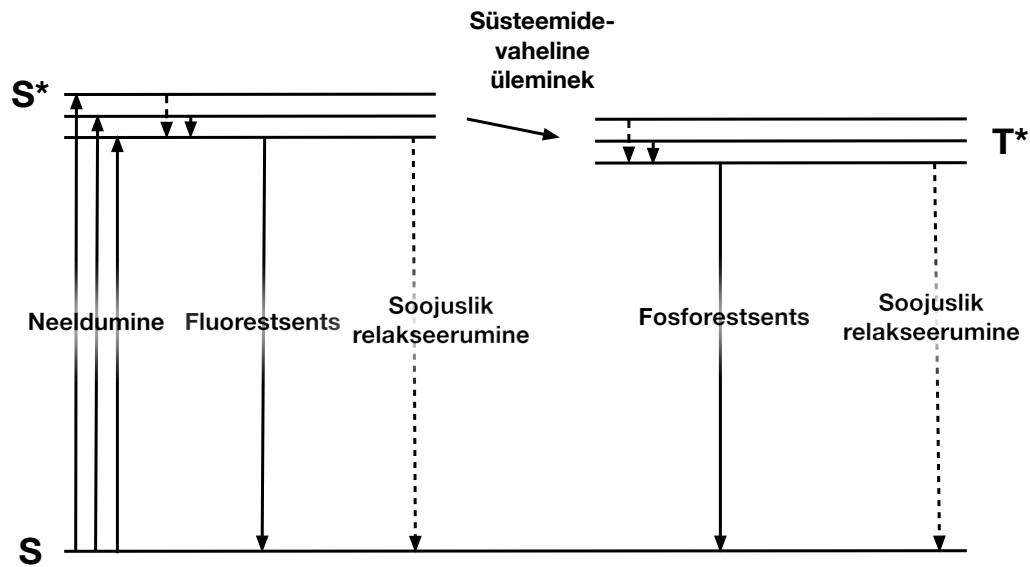 Süsteemide-
vaheline
üleminek
S*
T*
Neeldumine
Fluorestsents
Soojuslik
relakseerumine
Fosforestsents
Soojuslik
relakseerumine
S